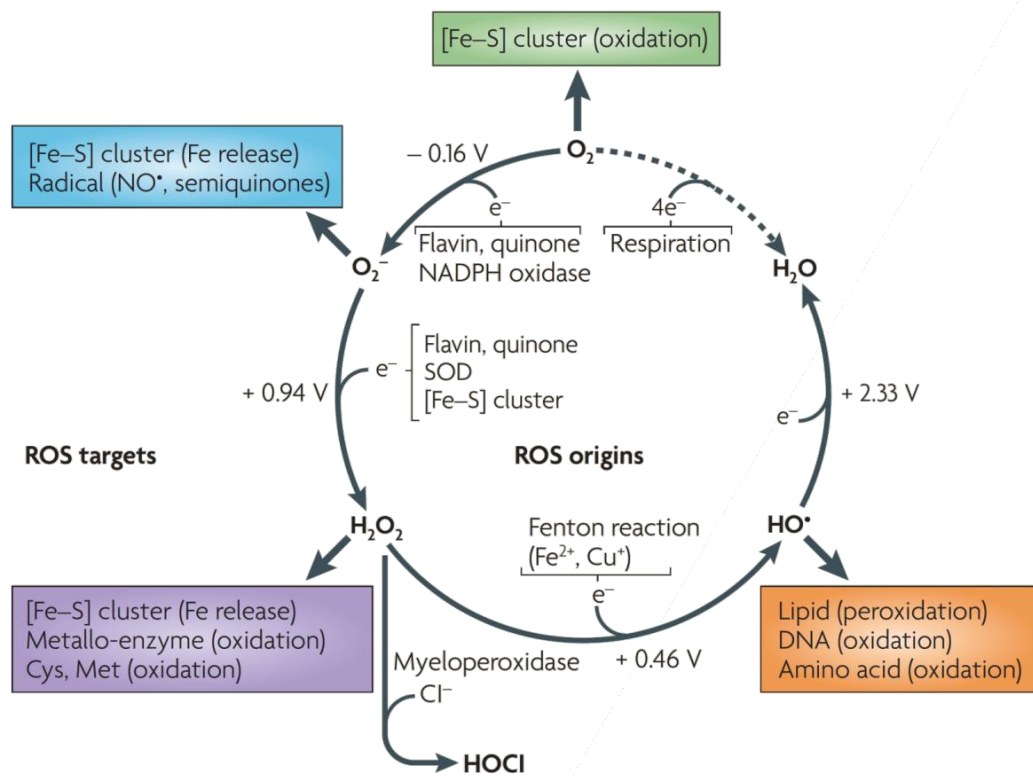 [Fe–S] cluster (oxidation)
[Fe–S] cluster (Fe release)
Radical (NO•, semiquinones)
– 0.16 V
O₂
e⁻
4e⁻
Flavin, quinone
NADPH oxidase
Respiration
O₂⁻
H₂O
+ 0.94 V
e⁻
Flavin, quinone
SOD
[Fe–S] cluster
e⁻
+ 2.33 V
ROS targets
ROS origins
H₂O₂
Fenton reaction
(Fe²⁺, Cu⁺)
e⁻
HO•
[Fe–S] cluster (Fe release)
Metallo-enzyme (oxidation)
Cys, Met (oxidation)
Myeloperoxidase
Cl⁻
+ 0.46 V
Lipid (peroxidation)
DNA (oxidation)
Amino acid (oxidation)
HOCl